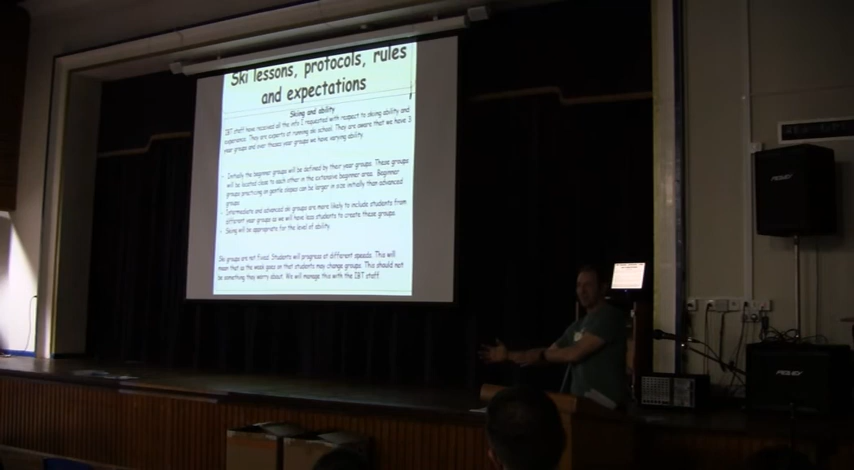 Ski lessons, protocols, rules
and expectations
Skiing and ability
IBT staff have received all the info I requested with respect to skiing ability and
experience. They are experts at running ski school. They are aware that we have 3
year groups and over theses year groups we have varying ability
- Initially the beginner groups will be defined by their year groups. These groups
will be located close to each other in the extensive beginner area. Beginner
groups practicing on gentle slopes can be larger in size initially than advanced
groups.
- Intermediate and advanced ski groups are more likely to include students from
different year groups as we will have less students to create these groups
- Skiing will be appropriate for the level of ability
Ski groups are not fixed. Students will progress at different speeds. This will
mean that as the week goes on that students may change groups. This should not
be something they worry about. We will manage this with the IBT staff
PEAVEY
PEAVEY